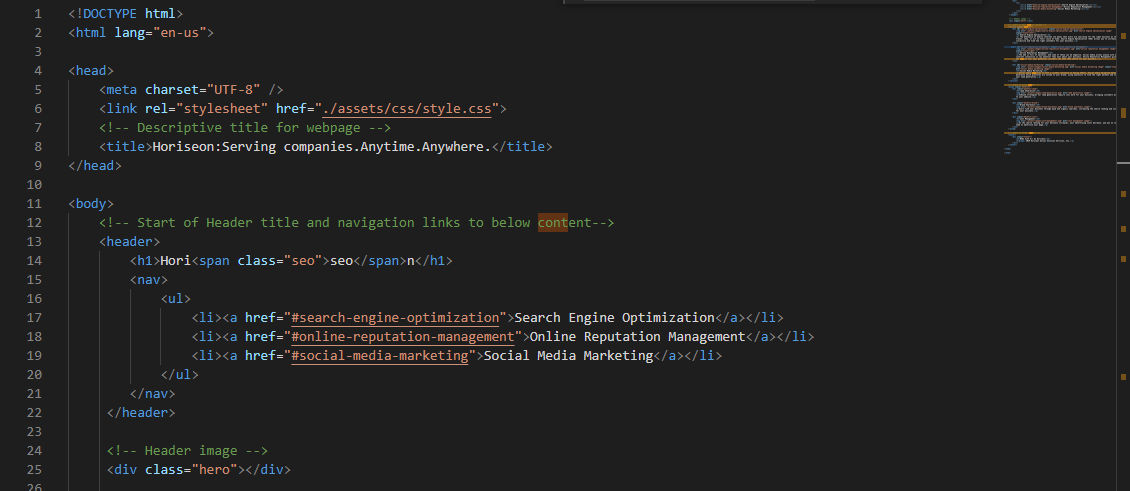 1 <!DOCTYPE html>
2 <html lang="en-us">
3
4 <head>
5     <meta charset="UTF-8" />
6     <link rel="stylesheet" href="./assets/css/style.css">
7     <!-- Descriptive title for webpage -->
8     <title>Horiseon:Serving companies.Anytime.Anywhere.</title>
9 </head>
10
11 <body>
12     <!-- Start of Header title and navigation links to below content-->
13     <header>
14         <h1>Hori<span class="seo">seo</span>n</h1>
15         <nav>
16             <ul>
17                 <li><a href="#search-engine-optimization">Search Engine Optimization</a></li>
18                 <li><a href="#online-reputation-management">Online Reputation Management</a></li>
19                 <li><a href="#social-media-marketing">Social Media Marketing</a></li>
20             </ul>
21         </nav>
22      </header>
23
24      <!-- Header image -->
25      <div class="hero"></div>
26